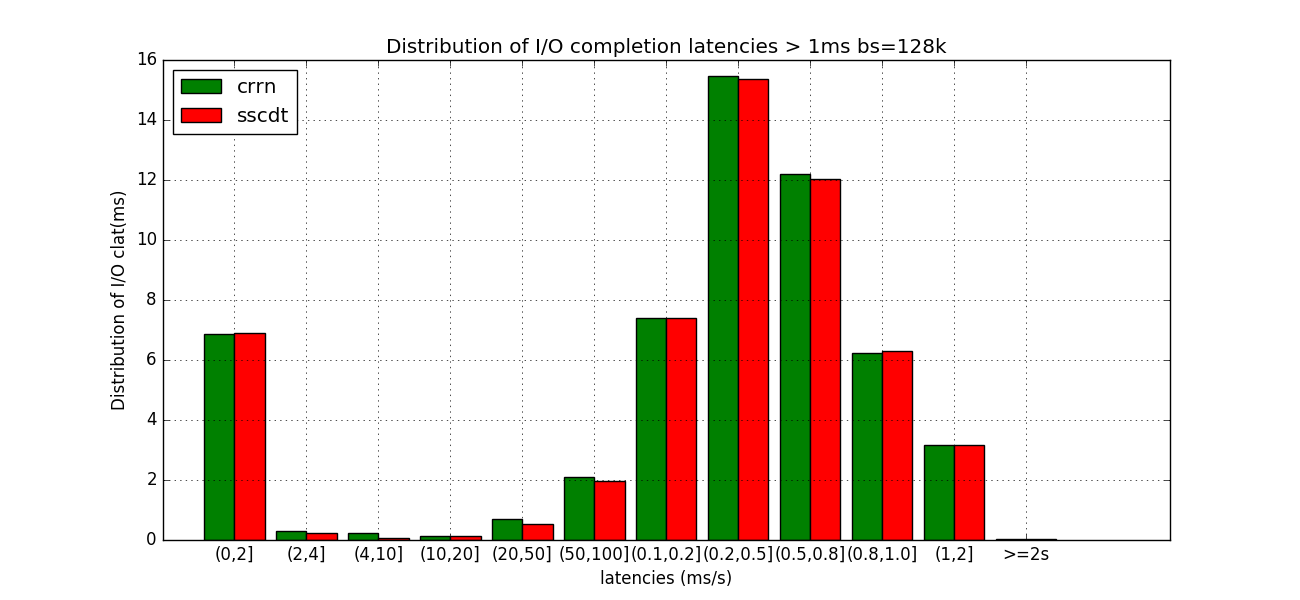 Distribution of I/O completion latencies > 1ms bs=128k
crrn
sscdt
Distribution of I/O clat(ms)
16
14
12
10
8
6
4
2
0
(0,2] (2,4] (4,10] (10,20] (20,50] (50,100] (0.1,0.2] (0.2,0.5] (0.5,0.8] (0.8,1.0] (1,2] >=2s
latencies (ms/s)